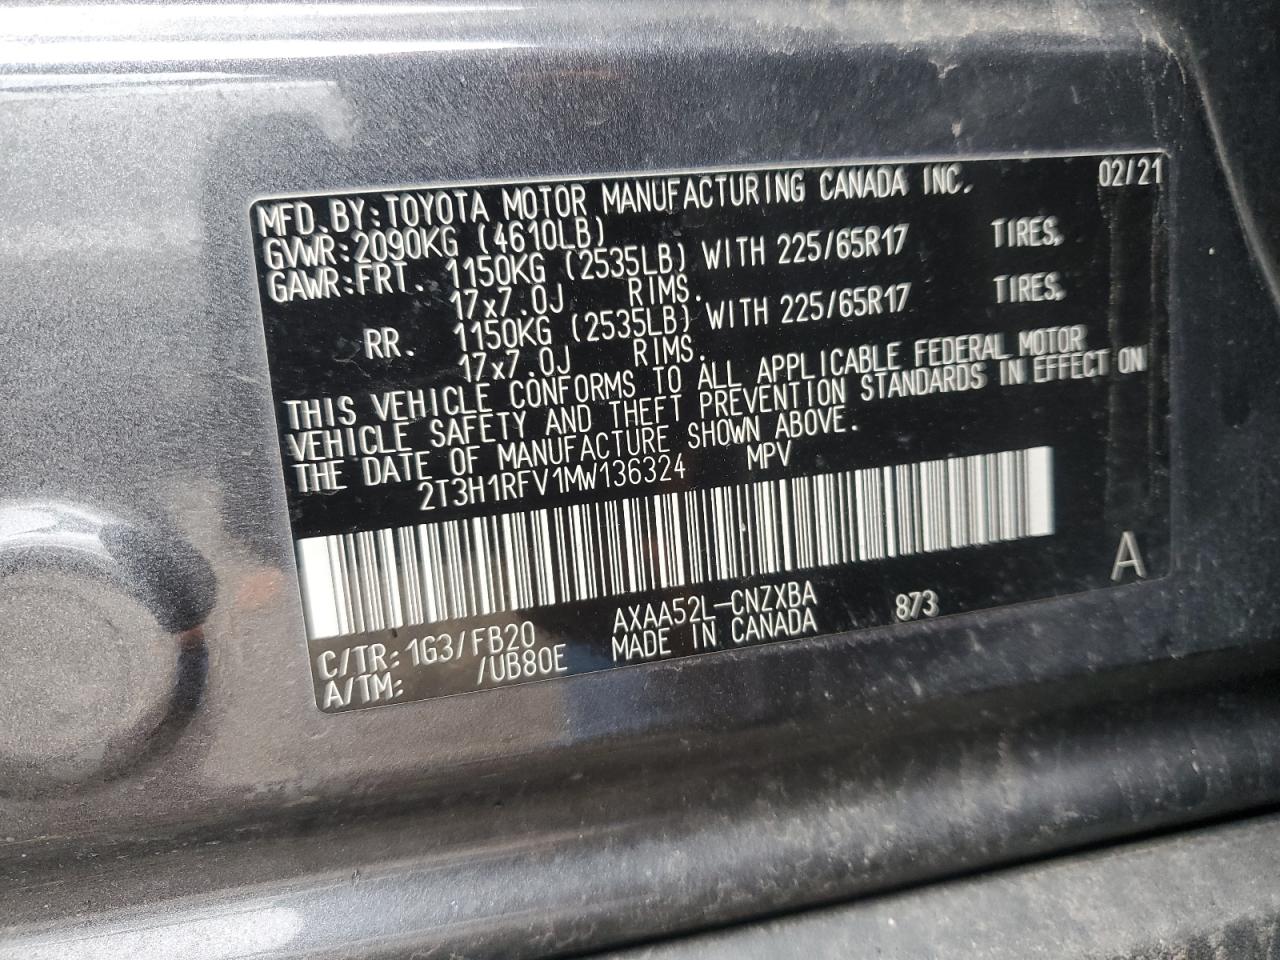 MFD.BY:TOYOTA MOTOR MANUFACTURING CANADA INC. 02/21
GVWR:2090KG (4610LB)
GAWR:FRT. 1150KG (2535LB) WITH 225/65R17 TIRES,
17x7.0J RIMS.
RR. 1150KG (2535LB) WITH 225/65R17 TIRES,
17x7.0J RIMS.
THIS VEHICLE CONFORMS TO ALL APPLICABLE FEDERAL MOTOR
VEHICLE SAFETY AND THEFT PREVENTION STANDARDS IN EFFECT ON
THE DATE OF MANUFACTURE SHOWN ABOVE.
2T3H1RFV1MW136324 MPV
A
C/TR:1G3/FB20 AXAA52L-CNZXBA 873
A/TM: /UB80E MADE IN CANADA